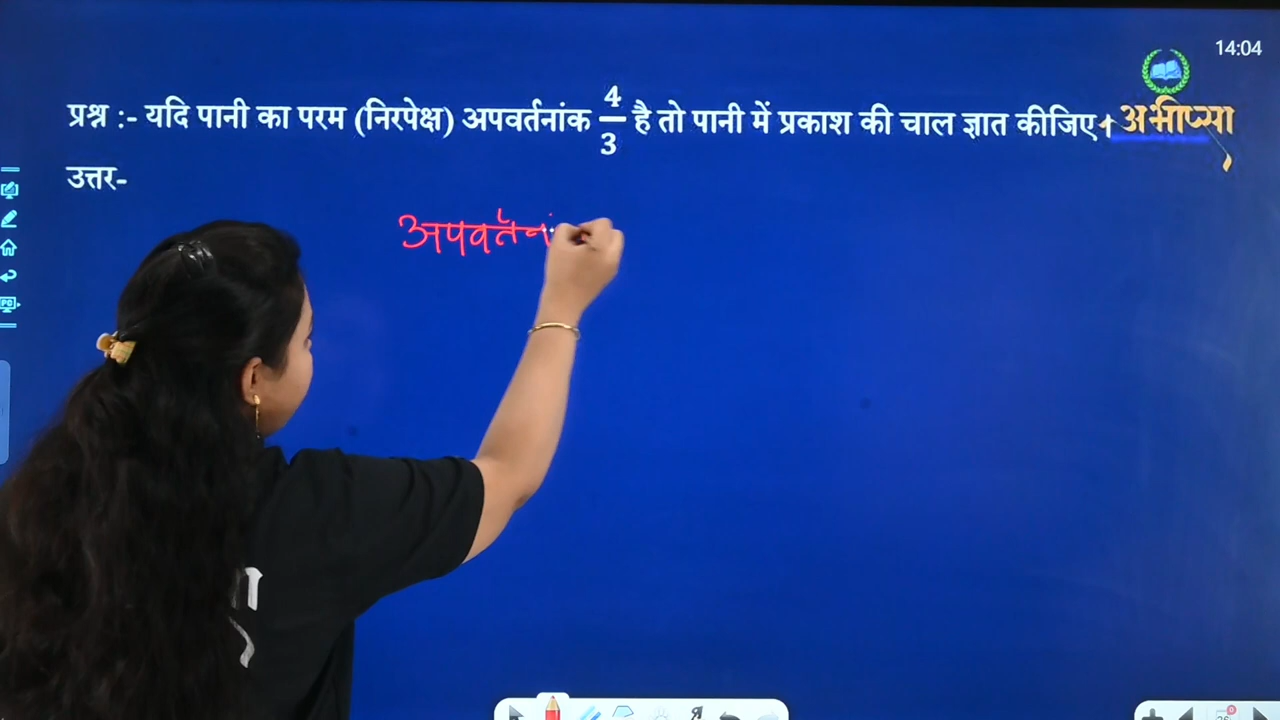 14:04
प्रश्न :- यदि पानी का परम (निरपेक्ष) अपवर्तनांक 4/3 है तो पानी में प्रकाश की चाल ज्ञात कीजिए।
अभीप्सा
उत्तर-
अपवर्तनां